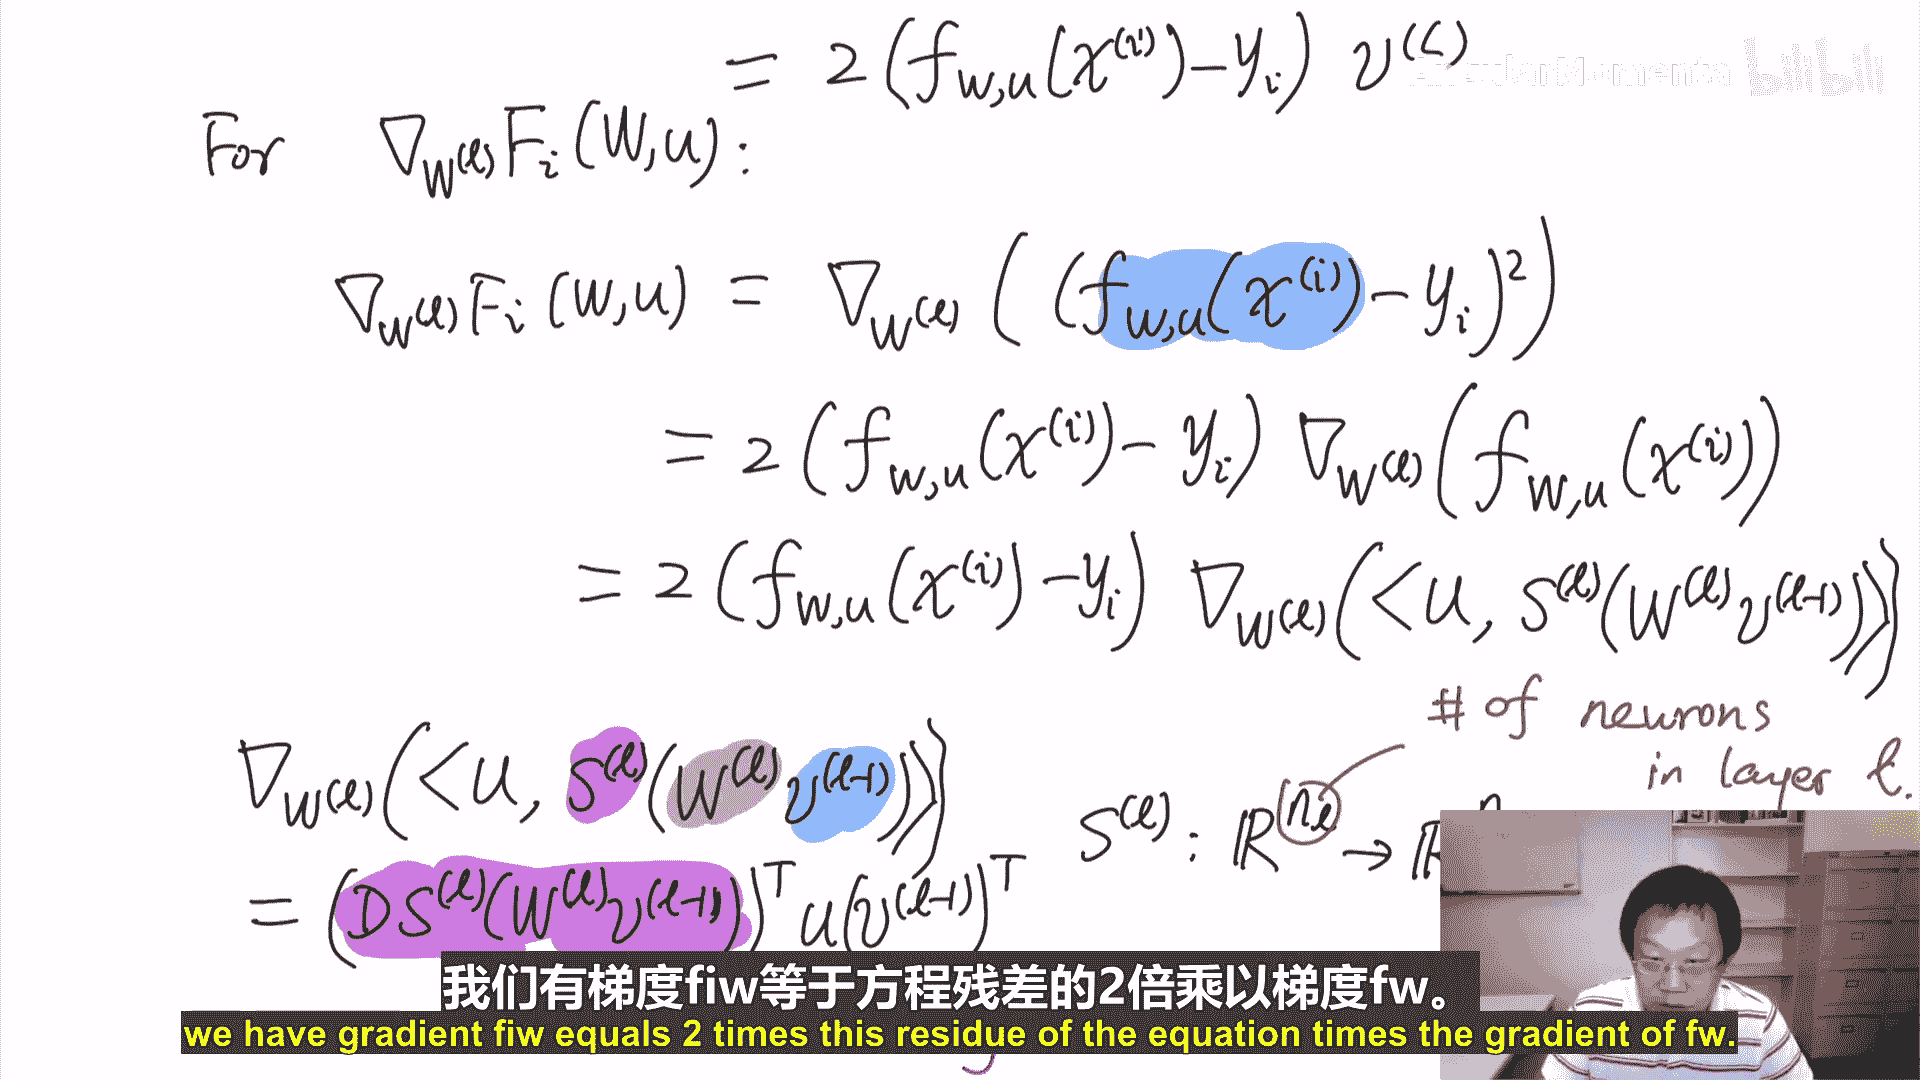 = 2 (f_{W,u}(x^{(i)}) - y_i) v^{(L)}
bilibili
For ∇_{W^{(ℓ)}} F_i (W,u) :
∇_{W^{(ℓ)}} F_i (W,u) = ∇_{W^{(ℓ)}} ( (f_{W,u}(x^{(i)}) - y_i)^2 )
= 2 (f_{W,u}(x^{(i)}) - y_i) ∇_{W^{(ℓ)}} (f_{W,u}(x^{(i)}))
= 2 (f_{W,u}(x^{(i)}) - y_i) ∇_{W^{(ℓ)}} (<u, S^{(ℓ)}(W^{(ℓ)} v^{(ℓ-1)})>)
# of neurons
in layer ℓ.
∇_{W^{(ℓ)}} (<u, S^{(ℓ)}(W^{(ℓ)} v^{(ℓ-1)})>)
S^{(ℓ)} : ℝ^{n_ℓ} → ℝ
= (DS^{(ℓ)}(W^{(ℓ)} v^{(ℓ-1)}))^T u (v^{(ℓ-1)})^T
我们有梯度fiw等于方程残差的2倍乘以梯度fw。
we have gradient fiw equals 2 times this residue of the equation times the gradient of fw.